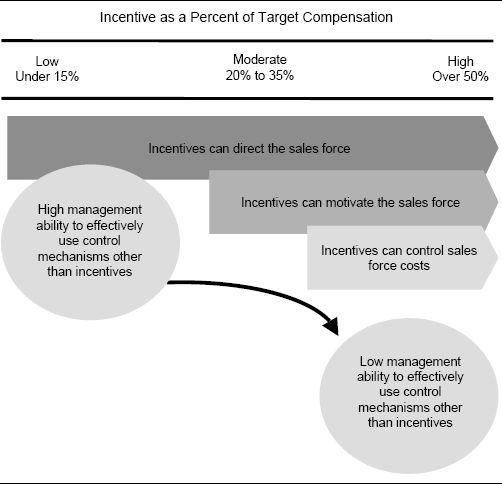 Incentive as a Percent of Target Compensation
Low
Under 15%
Moderate
20% to 35%
High
Over 50%
Incentives can direct the sales force
Incentives can motivate the sales force
Incentives can control sales
force costs
High management
ability to effectively
use control
mechanisms other
than incentives
Low management
ability to effectively
use control
mechanisms other
than incentives